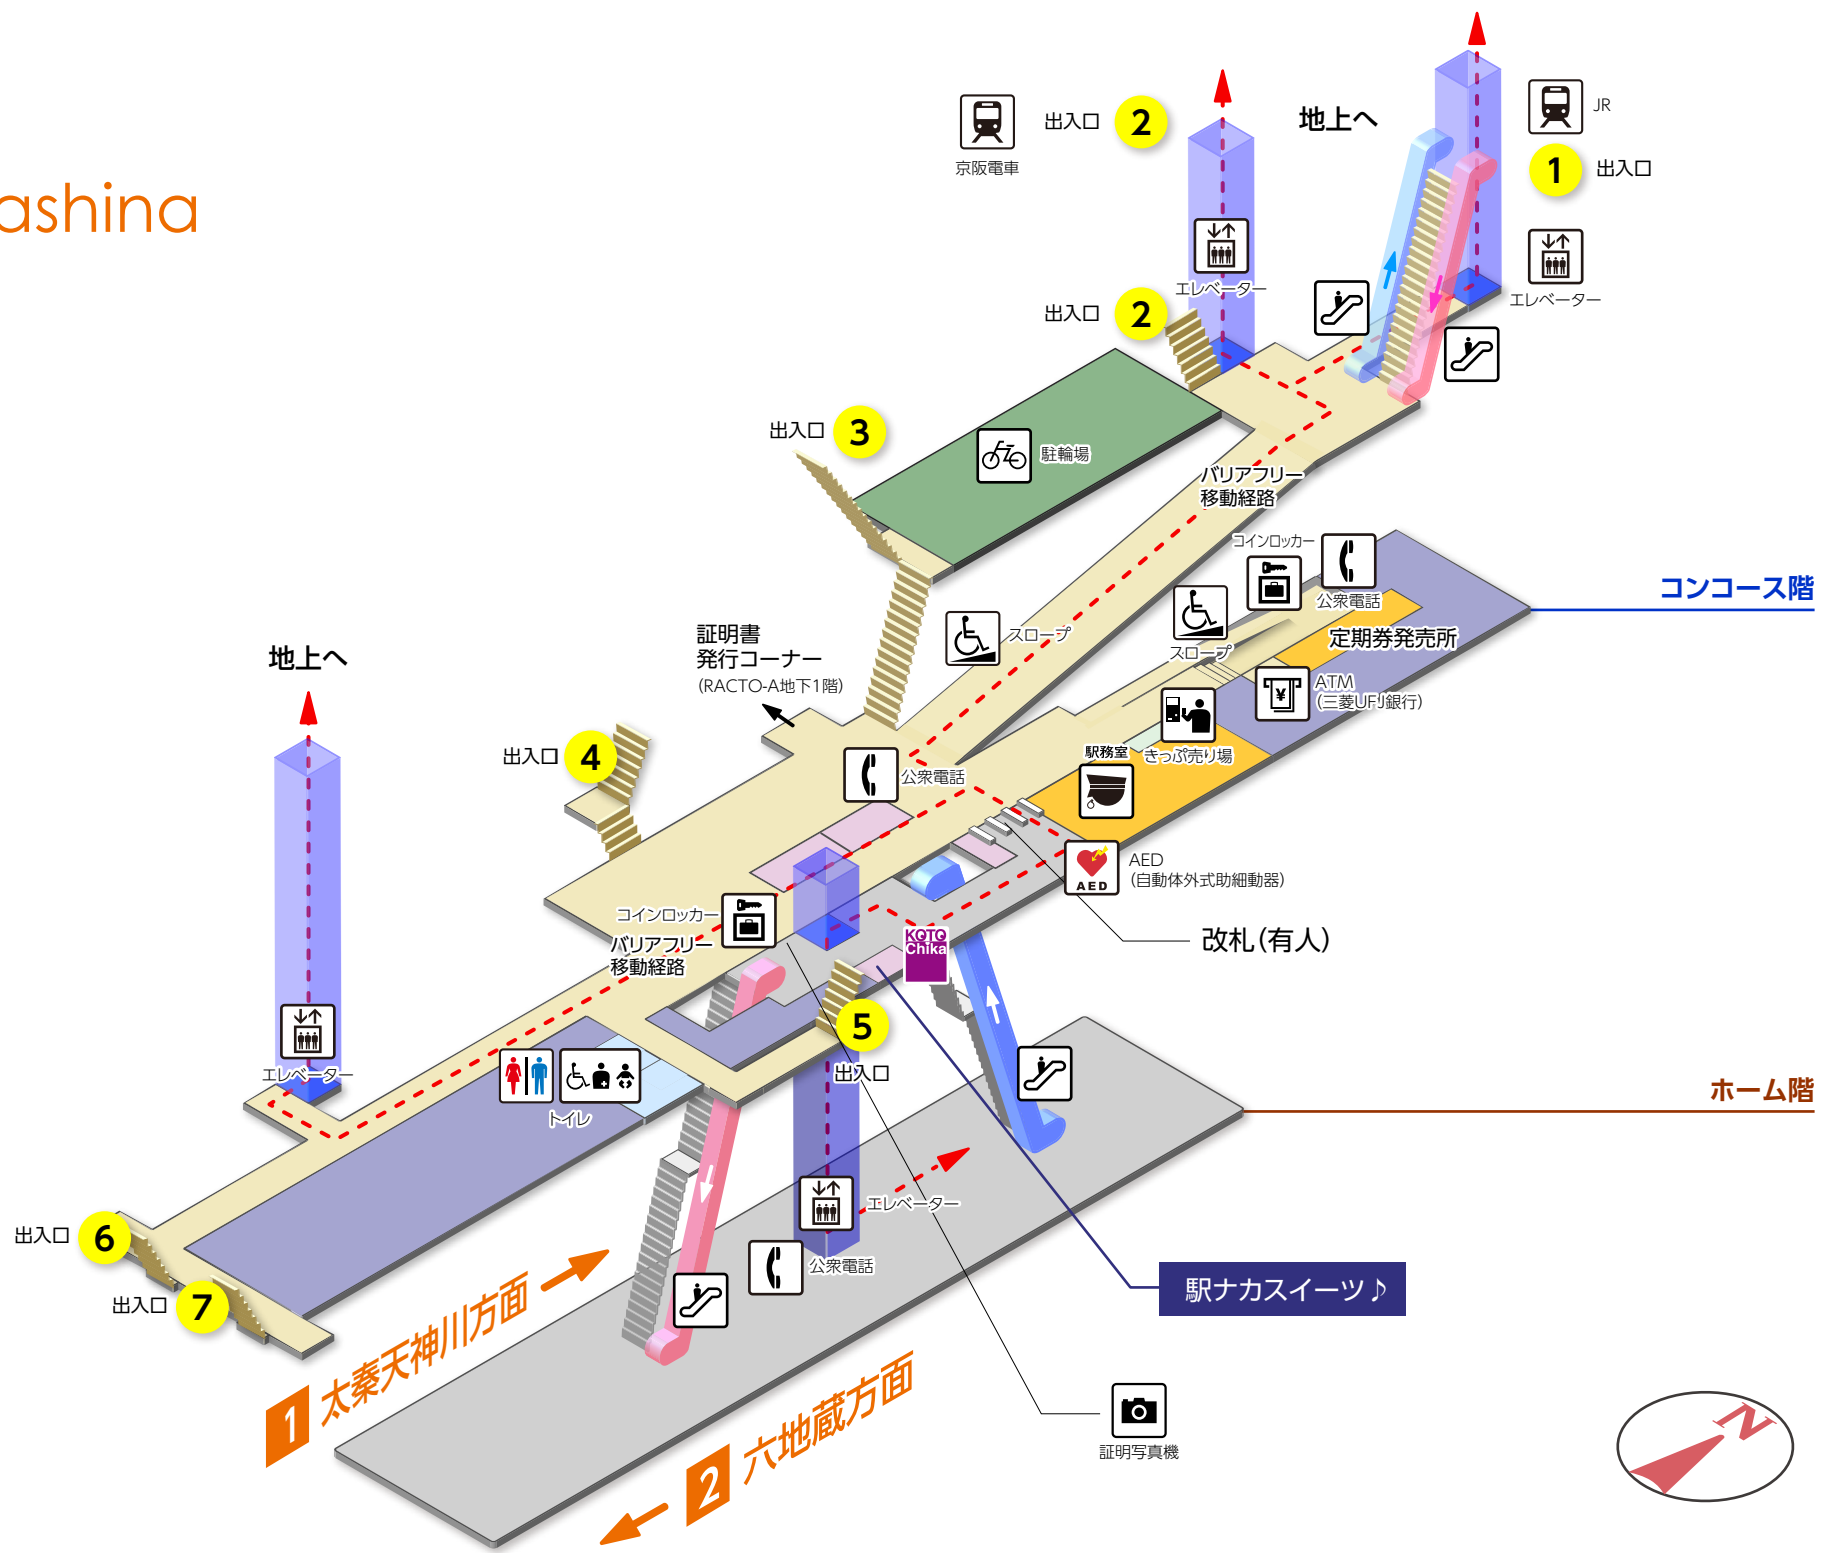 ashina
京阪電車
出入口 2
地上へ
JR
1 出入口
エレベーター
エレベーター
出入口 2
出入口 3
駐輪場
バリアフリー
移動経路
コインロッカー
公衆電話
コンコース階
スロープ
スロープ
定期券発売所
証明書
発行コーナー
（RACTO-A地下1階）
地上へ
ATM
（三菱UFJ銀行）
出入口 4
公衆電話
駅務室
きっぷ売り場
AED
AED
（自動体外式助細動器）
コインロッカー
バリアフリー
移動経路
KOTO
Chika
改札（有人）
5
出入口
エレベーター
トイレ
ホーム階
エレベーター
公衆電話
出入口 6
出入口 7
1 太秦天神川方面
2 六地蔵方面
駅ナカスイーツ♪
証明写真機
N